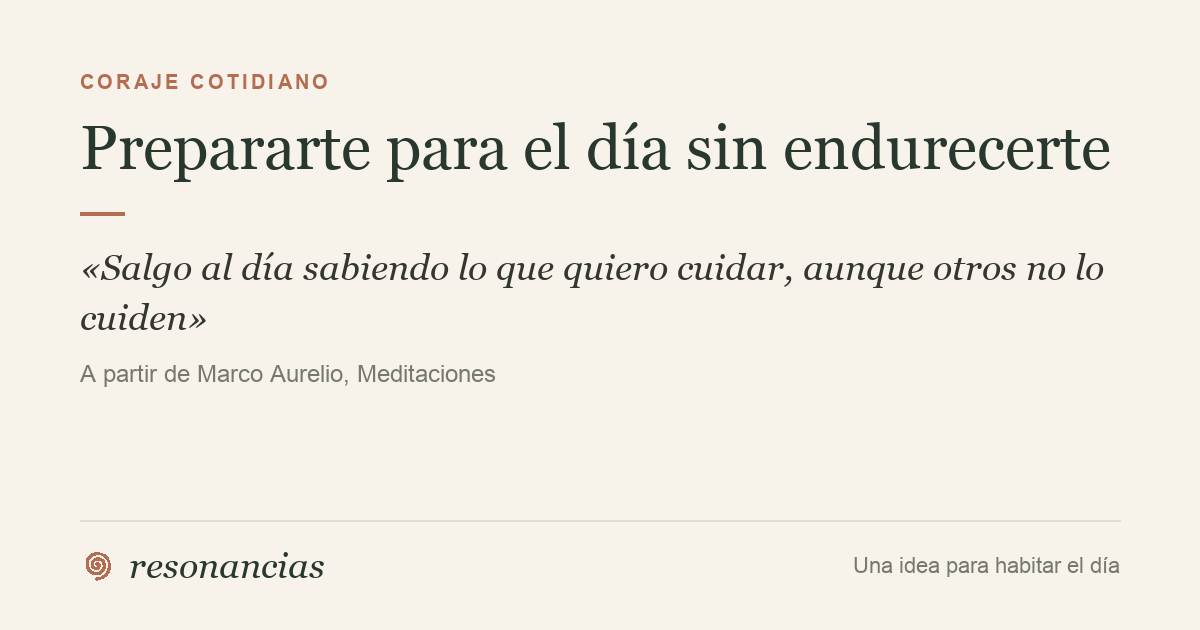 CORAJE COTIDIANO
Prepararte para el día sin endurecerte
«Salgo al día sabiendo lo que quiero cuidar, aunque otros no lo
cuiden»
A partir de Marco Aurelio, Meditaciones
resonancias
Una idea para habitar el día